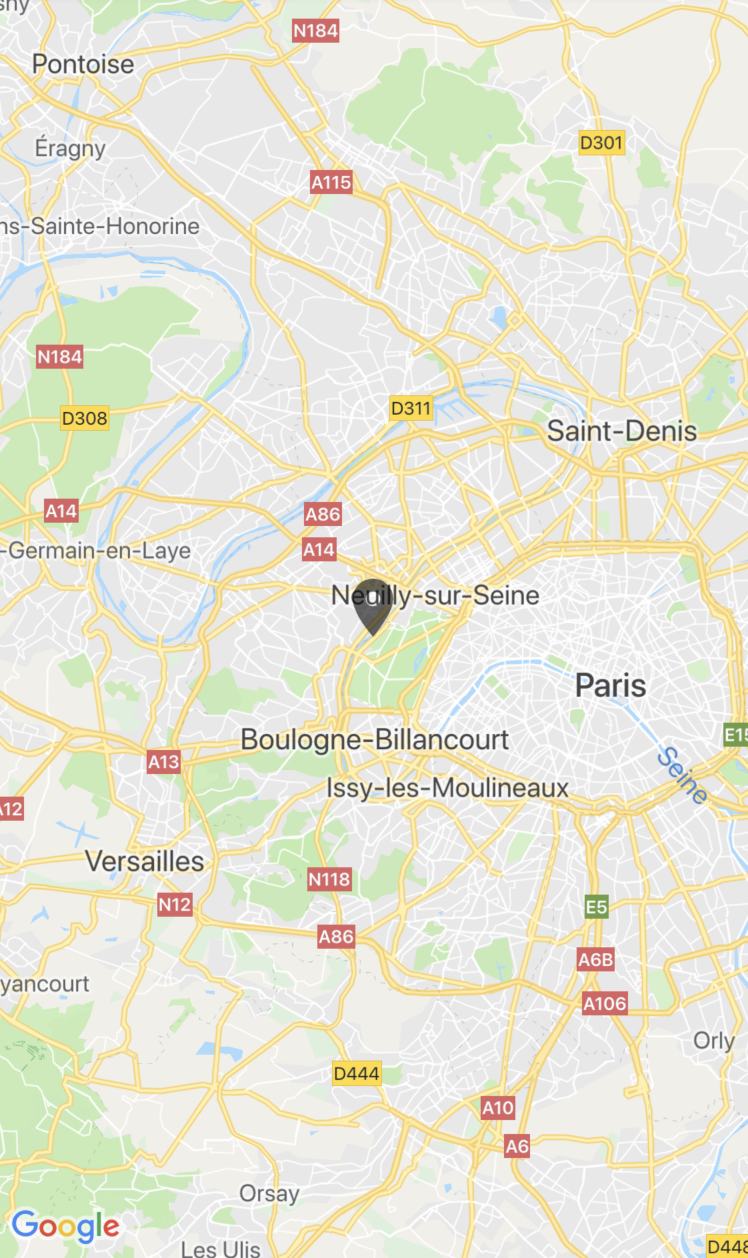 sny
N184
Pontoise
D301
Éragny
A115
ns-Sainte-Honorine
N184
D311
D308
Saint-Denis
A14
A86
A14
-Germain-en-Laye
Neuilly-sur-Seine
Paris
E15
Boulogne-Billancourt
A13
Seine
Issy-les-Moulineaux
A12
Versailles
N118
N12
E5
A86
A6B
yancourt
A106
Orly
D444
A10
A6
Orsay
Google
Les Ulis
D448